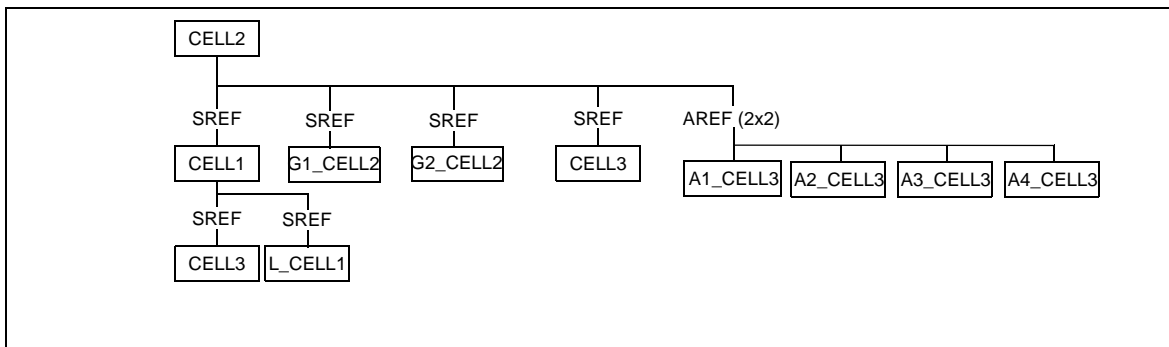 CELL2
SREF SREF SREF SREF AREF (2x2)
CELL1 G1_CELL2 G2_CELL2 CELL3 A1_CELL3 A2_CELL3 A3_CELL3 A4_CELL3
SREF SREF
CELL3 L_CELL1